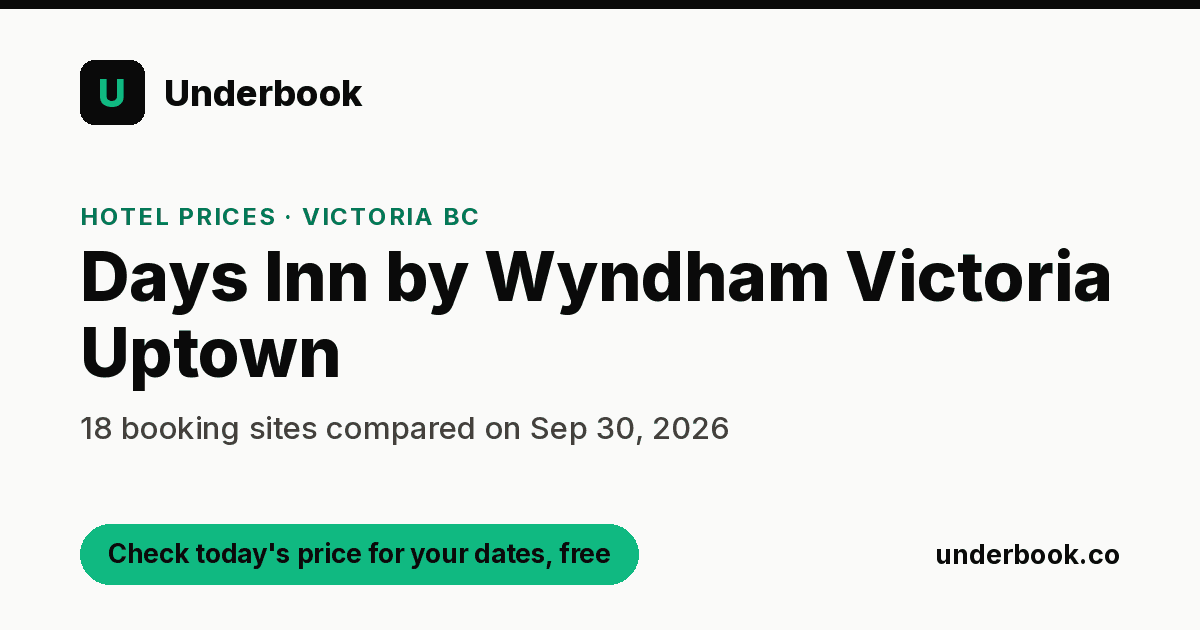 U
Underbook
HOTEL PRICES · VICTORIA BC
Days Inn by Wyndham Victoria
Uptown
18 booking sites compared on Sep 30, 2026
Check today's price for your dates, free
underbook.co